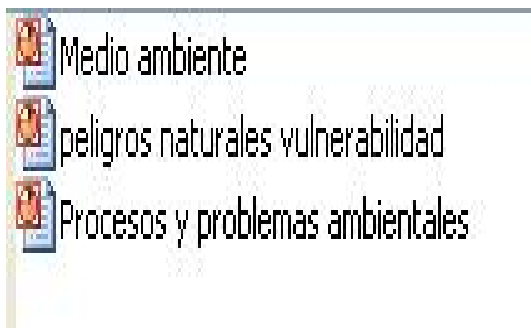 Medio ambiente
peligros naturales vulnerabilidad
Procesos y problemas ambientales